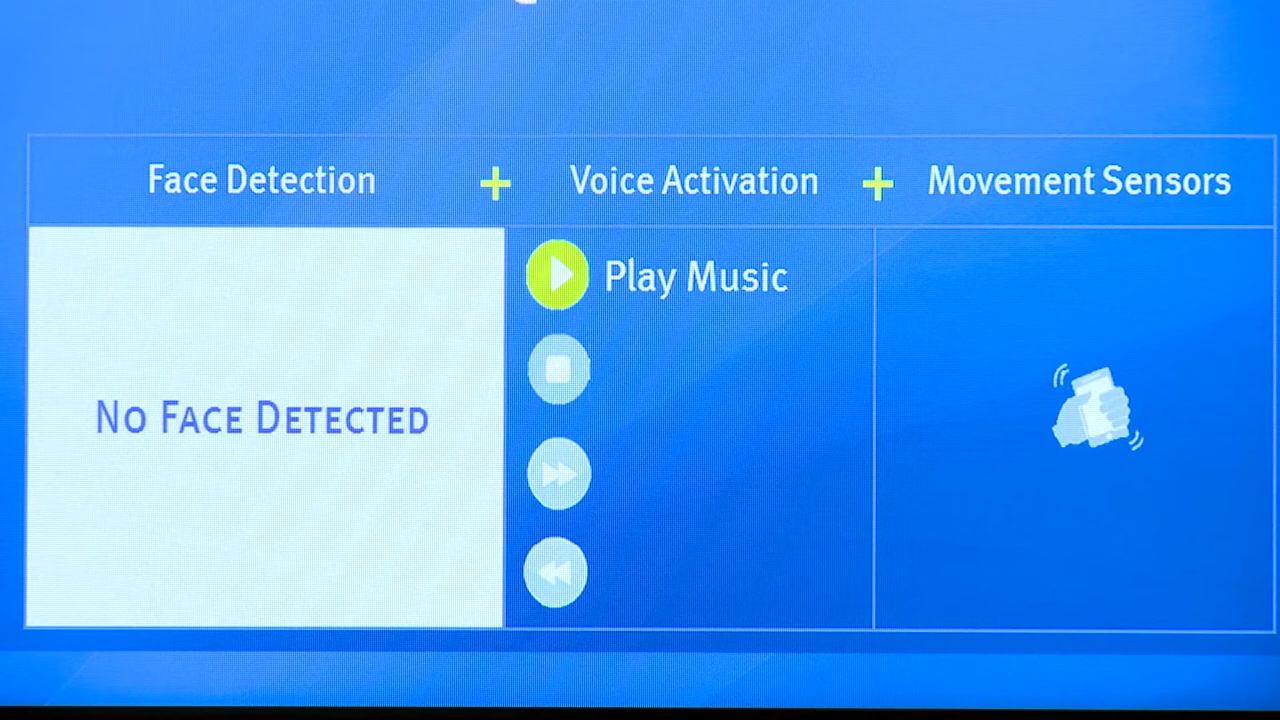 Face Detection + Voice Activation + Movement Sensors
Play Music
No Face Detected